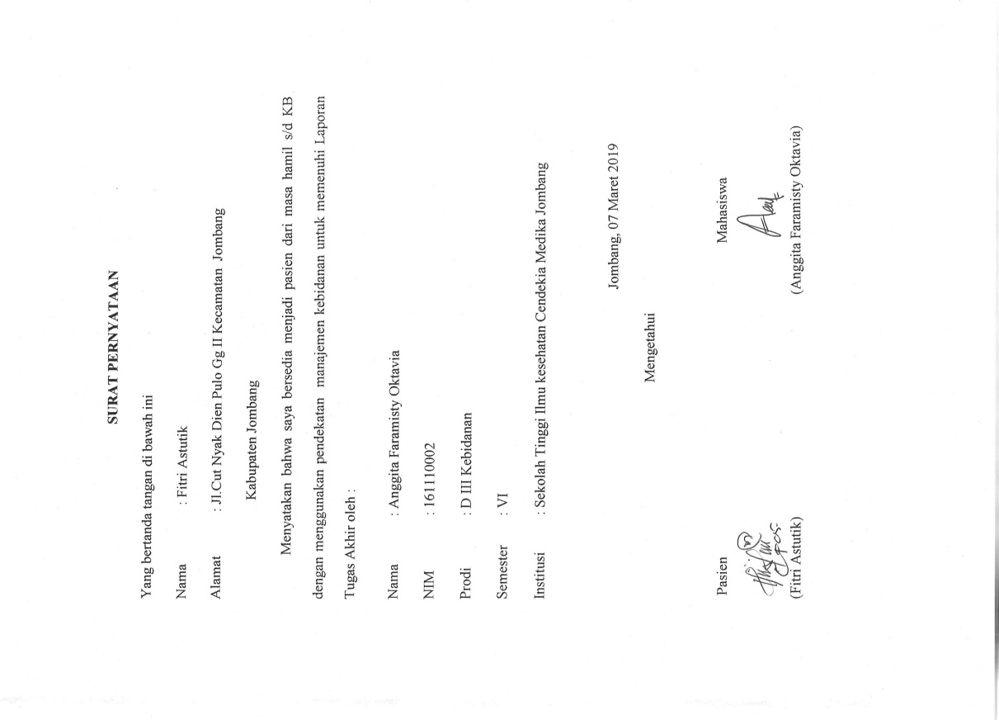 SURAT PERNYATAAN
Yang bertanda tangan di bawah ini
Nama : Fitri Astutik
Alamat : Jl.Cut Nyak Dien Pulo Gg II Kecamatan Jombang
Kabupaten Jombang
Menyatakan bahwa saya bersedia menjadi pasien dari masa hamil s/d KB
dengan menggunakan pendekatan manajemen kebidanan untuk memenuhi Laporan
Tugas Akhir oleh :
Nama : Anggita Faramisty Oktavia
NIM : 161110002
Prodi : D III Kebidanan
Semester : VI
Institusi : Sekolah Tinggi Ilmu kesehatan Cendekia Medika Jombang
Jombang, 07 Maret 2019
Mengetahui
Pasien Mahasiswa
(Fitri Astutik) (Anggita Faramisty Oktavia)